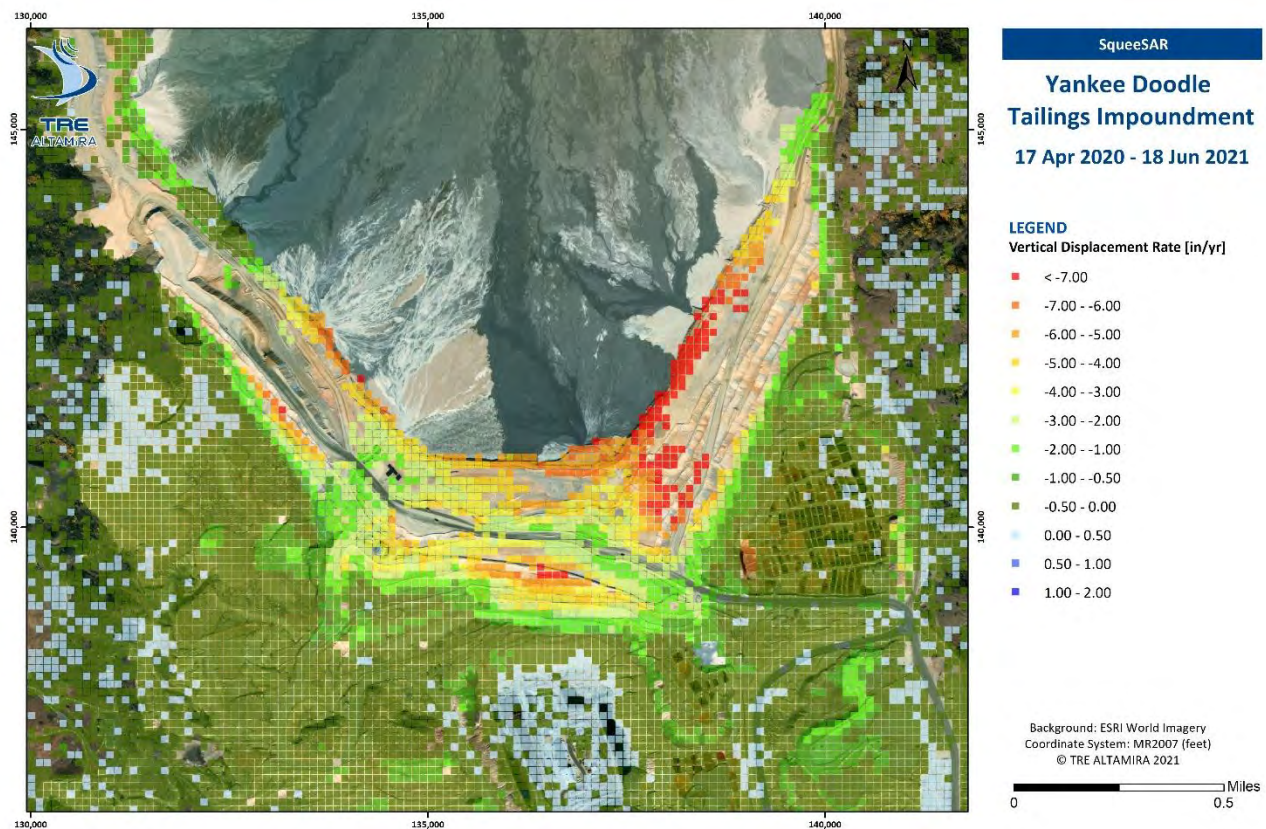 130,000
135,000
140,000
TRE
ALTAMIRA
N
145,000
145,000
140,000
140,000
130,000
135,000
140,000
SqueeSAR
Yankee Doodle
Tailings Impoundment
17 Apr 2020 - 18 Jun 2021
LEGEND
Vertical Displacement Rate [in/yr]
< -7.00
-7.00 - -6.00
-6.00 - -5.00
-5.00 - -4.00
-4.00 - -3.00
-3.00 - -2.00
-2.00 - -1.00
-1.00 - -0.50
-0.50 - 0.00
0.00 - 0.50
0.50 - 1.00
1.00 - 2.00
Background: ESRI World Imagery
Coordinate System: MR2007 (feet)
© TRE ALTAMIRA 2021
Miles
0 0.5